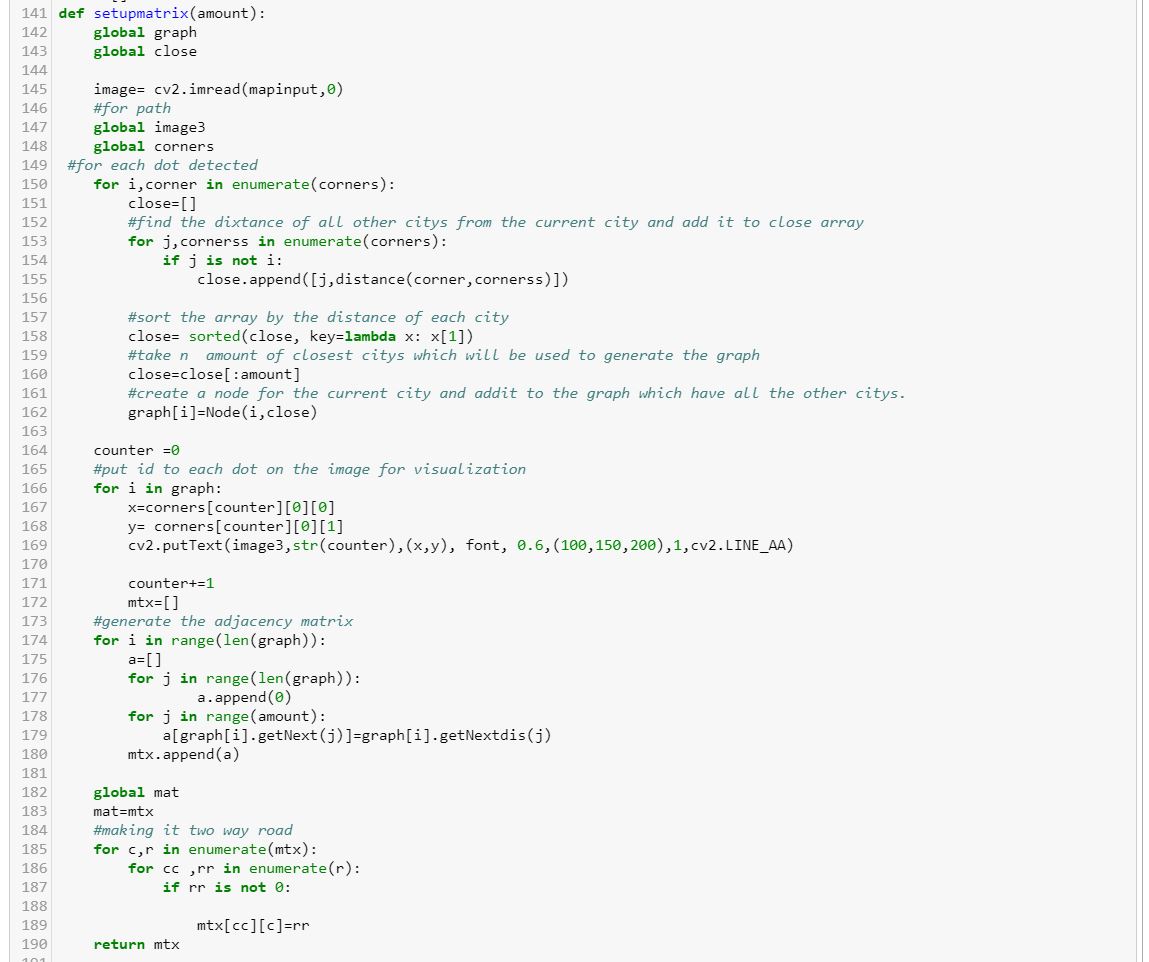 141 def setupmatrix(amount):
142     global graph
143     global close
144
145     image= cv2.imread(mapinput,0)
146     #for path
147     global image3
148     global corners
149  #for each dot detected
150     for i,corner in enumerate(corners):
151         close=[]
152         #find the dixtance of all other citys from the current city and add it to close array
153         for j,cornerss in enumerate(corners):
154             if j is not i:
155                 close.append([j,distance(corner,cornerss)])
156
157         #sort the array by the distance of each city
158         close= sorted(close, key=lambda x: x[1])
159         #take n  amount of closest citys which will be used to generate the graph
160         close=close[:amount]
161         #create a node for the current city and addit to the graph which have all the other citys.
162         graph[i]=Node(i,close)
163
164     counter =0
165     #put id to each dot on the image for visualization
166     for i in graph:
167         x=corners[counter][0][0]
168         y= corners[counter][0][1]
169         cv2.putText(image3,str(counter),(x,y), font, 0.6,(100,150,200),1,cv2.LINE_AA)
170
171         counter+=1
172         mtx=[]
173     #generate the adjacency matrix
174     for i in range(len(graph)):
175         a=[]
176         for j in range(len(graph)):
177                 a.append(0)
178         for j in range(amount):
179             a[graph[i].getNext(j)]=graph[i].getNextdis(j)
180         mtx.append(a)
181
182     global mat
183     mat=mtx
184     #making it two way road
185     for c,r in enumerate(mtx):
186         for cc ,rr in enumerate(r):
187             if rr is not 0:
188
189                 mtx[cc][c]=rr
190     return mtx